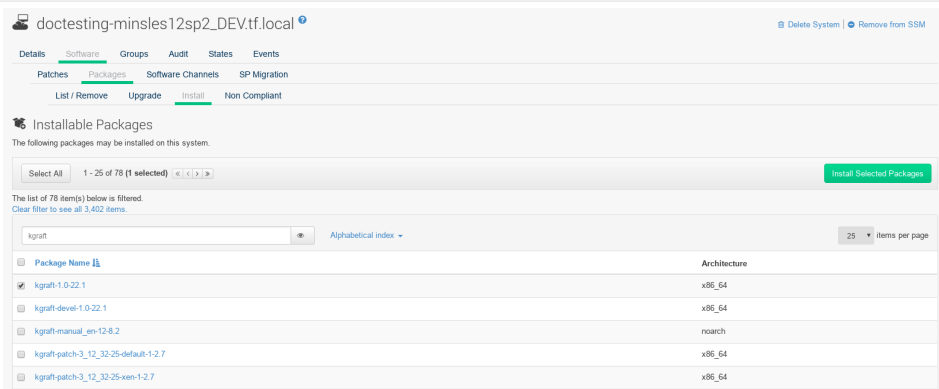 doctesting-minsles12sp2_DEV.tf.local ?
Delete System | Remove from SSM
Details Software Groups Audit States Events
Patches Packages Software Channels SP Migration
List / Remove Upgrade Install Non Compliant
Installable Packages
The following packages may be installed on this system.
Select All 1 - 25 of 78 (1 selected) Install Selected Packages
The list of 78 item(s) below is filtered.
Clear filter to see all 3,402 items.
kgraft Alphabetical index 25 items per page
Package Name Architecture
kgraft-1.0-22.1 x86_64
kgraft-devel-1.0-22.1 x86_64
kgraft-manual_en-12-8.2 noarch
kgraft-patch-3_12_32-25-default-1-2.7 x86_64
kgraft-patch-3_12_32-25-xen-1-2.7 x86_64